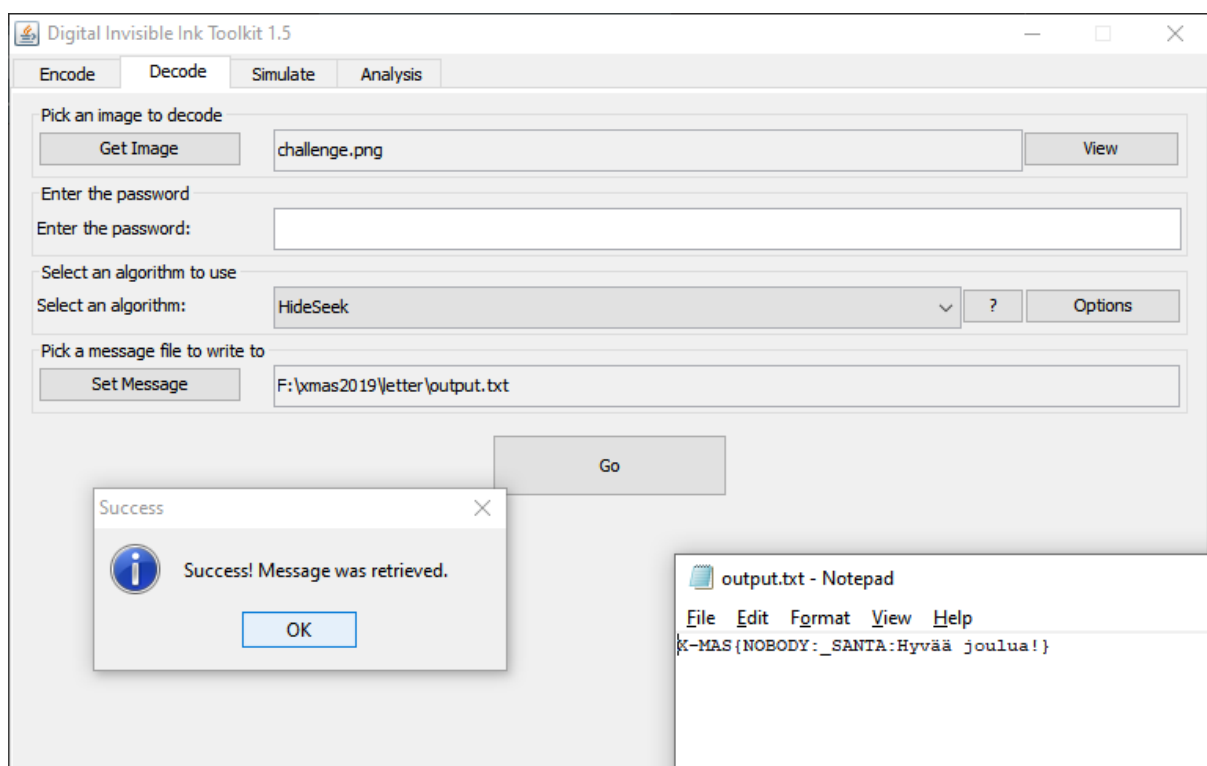 Digital Invisible Ink Toolkit 1.5
Encode Decode Simulate Analysis
Pick an image to decode
Get Image challenge.png View
Enter the password
Enter the password:
Select an algorithm to use
Select an algorithm: HideSeek ? Options
Pick a message file to write to
Set Message F:\xmas2019\letter\output.txt
Go
Success
Success! Message was retrieved.
OK
output.txt - Notepad
File Edit Format View Help
X-MAS{NOBODY:_SANTA:Hyvää joulua!}